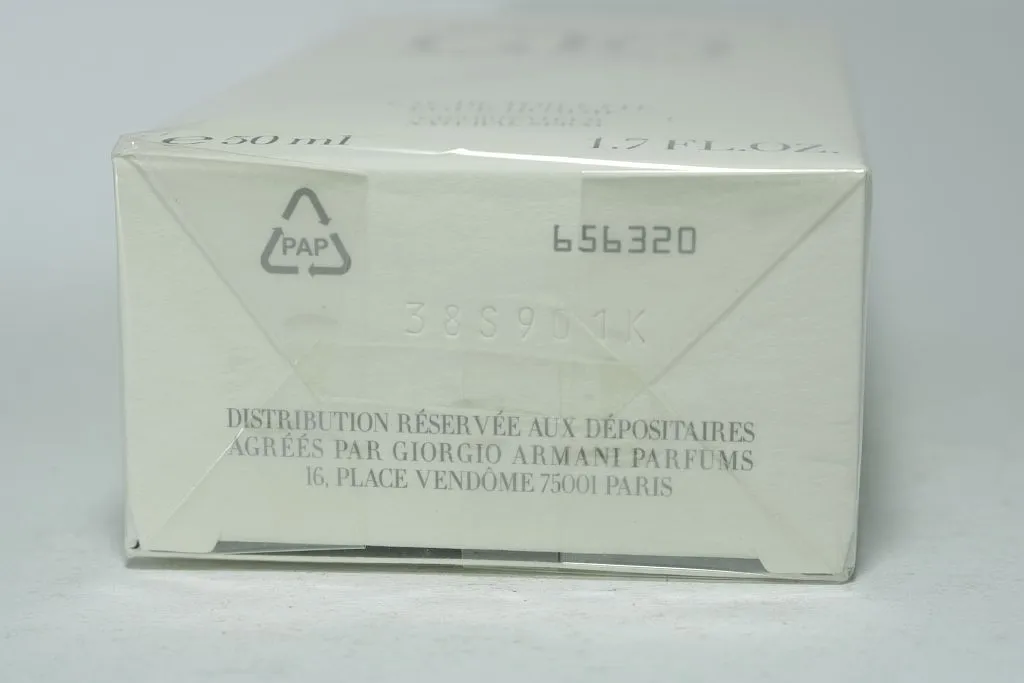 ℮ 50 ml 1.7 FL.OZ.
PAP
656320
38S901K
DISTRIBUTION RÉSERVÉE AUX DÉPOSITAIRES
AGRÉÉS PAR GIORGIO ARMANI PARFUMS
16, PLACE VENDÔME 75001 PARIS